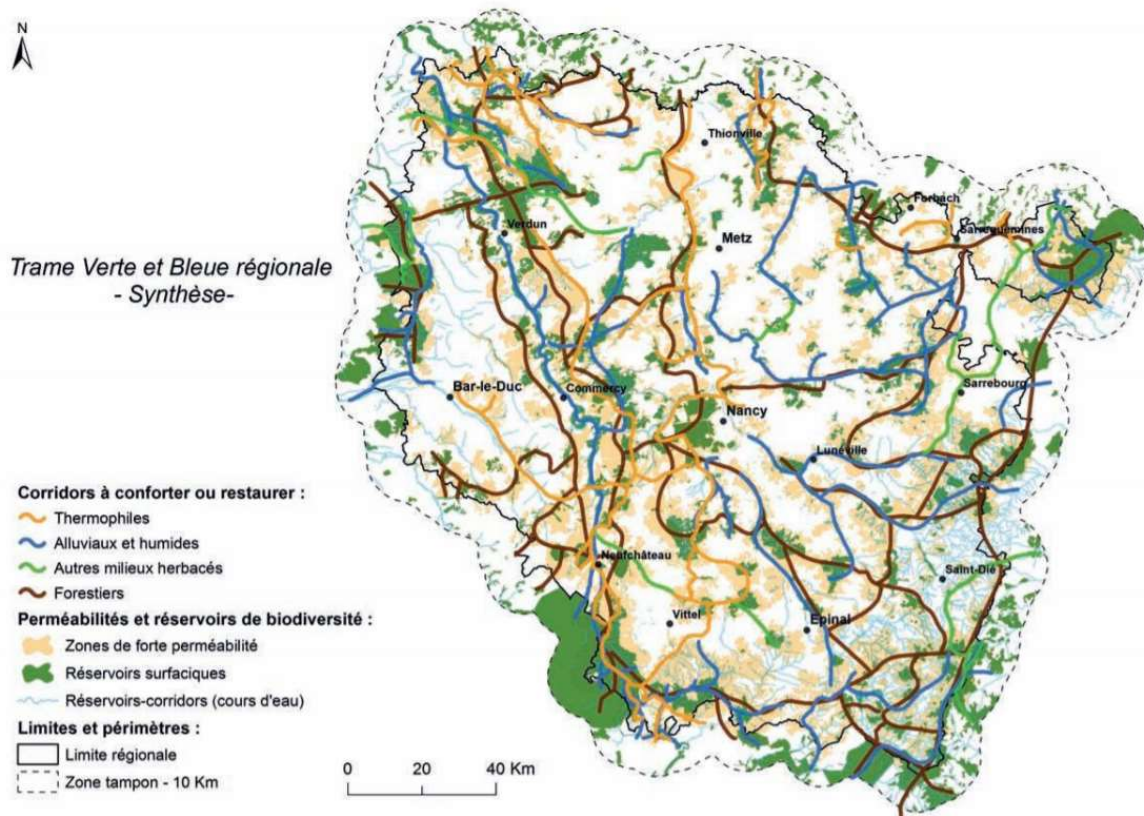 N
Trame Verte et Bleue régionale
- Synthèse-
Thionville
Forbach
Sarreguemines
Verdun
Metz
Bar-le-Duc
Commercy
Sarrebourg
Nancy
Lunéville
Neufchâteau
Saint-Dié
Vittel
Epinal
Corridors à conforter ou restaurer :
Thermophiles
Alluviaux et humides
Autres milieux herbacés
Forestiers
Perméabilités et réservoirs de biodiversité :
Zones de forte perméabilité
Réservoirs surfaciques
Réservoirs-corridors (cours d'eau)
Limites et périmètres :
Limite régionale
Zone tampon - 10 Km
0 20 40 Km